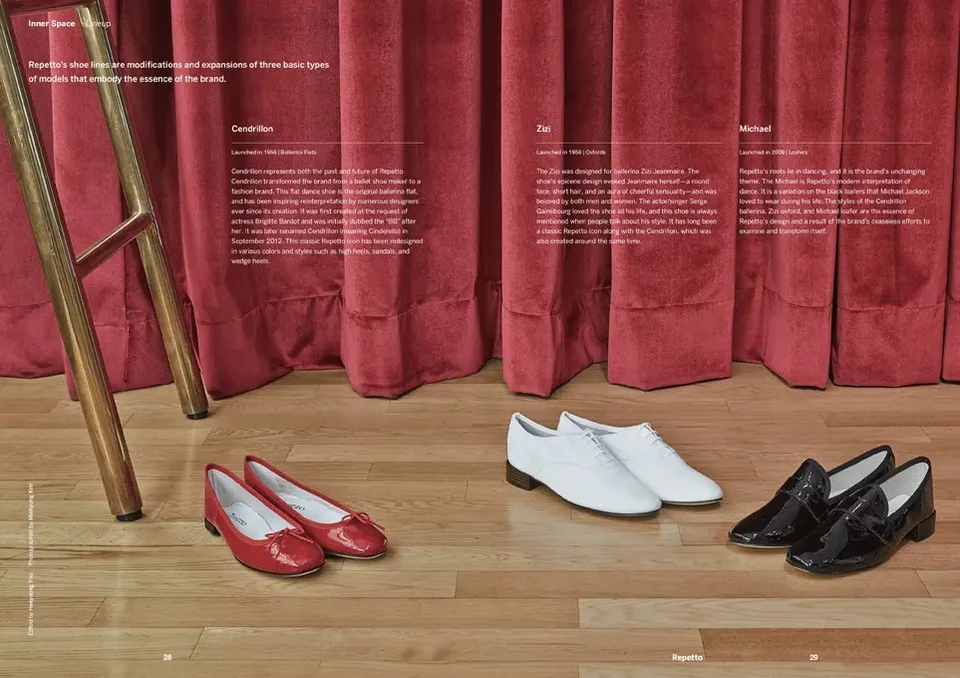 Inner Space Lineup
Repetto's shoe lines are modifications and expansions of three basic types
of models that embody the essence of the brand.
Cendrillon
Launched in 1956 | Ballerina Flats
Cendrillon represents both the past and future of Repetto.
Cendrillon transformed the brand from a ballet shoe maker to a
fashion brand. This flat dance shoe is the original ballerina flat,
and has been inspiring reinterpretation by numerous designers
ever since its creation. It was first created at the request of
actress Brigitte Bardot and was initially dubbed the "BB" after
her. It was later renamed Cendrillon (meaning Cinderella) in
September 2012. This classic Repetto icon has been redesigned
in various colors and styles such as high heels, sandals, and
wedge heels.
Zizi
Launched in 1956 | Oxfords
The Zizi was designed for ballerina Zizi Jeanmaire. The
shoe's epicene design evoked Jeanmaire herself—a round
face, short hair, and an aura of cheerful sensuality—and was
beloved by both men and women. The actor/singer Serge
Gainsbourg loved the shoe all his life, and this shoe is always
mentioned when people talk about his style. It has long been
a classic Repetto icon along with the Cendrillon, which was
also created around the same time.
Michael
Launched in 2009 | Loafers
Repetto's roots lie in dancing, and it is the brand's unchanging
theme. The Michael is Repetto's modern interpretation of
dance. It is a variation on the black loafers that Michael Jackson
loved to wear during his life. The styles of the Cendrillon
ballerina, Zizi oxford, and Michael loafer are the essence of
Repetto's design and a result of the brand's ceaseless efforts to
examine and transform itself.
28
Repetto
29